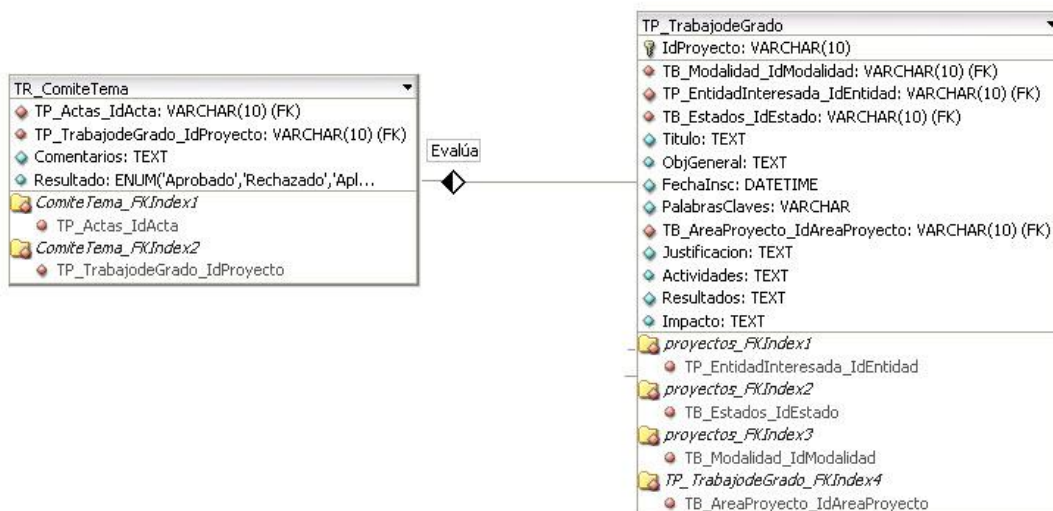 TR_ComiteTema
TP_Actas_IdActa: VARCHAR(10) (FK)
TP_TrabajodeGrado_IdProyecto: VARCHAR(10) (FK)
Comentarios: TEXT
Resultado: ENUM('Aprobado','Rechazado','Apl...
ComiteTema_FKIndex1
TP_Actas_IdActa
ComiteTema_FKIndex2
TP_TrabajodeGrado_IdProyecto
Evalúa
TP_TrabajodeGrado
IdProyecto: VARCHAR(10)
TB_Modalidad_IdModalidad: VARCHAR(10) (FK)
TP_EntidadInteresada_IdEntidad: VARCHAR(10) (FK)
TB_Estados_IdEstado: VARCHAR(10) (FK)
Titulo: TEXT
ObjGeneral: TEXT
FechaInsc: DATETIME
PalabrasClaves: VARCHAR
TB_AreaProyecto_IdAreaProyecto: VARCHAR(10) (FK)
Justificacion: TEXT
Actividades: TEXT
Resultados: TEXT
Impacto: TEXT
proyectos_FKIndex1
TP_EntidadInteresada_IdEntidad
proyectos_FKIndex2
TB_Estados_IdEstado
proyectos_FKIndex3
TB_Modalidad_IdModalidad
TP_TrabajodeGrado_FKIndex4
TB_AreaProyecto_IdAreaProyecto